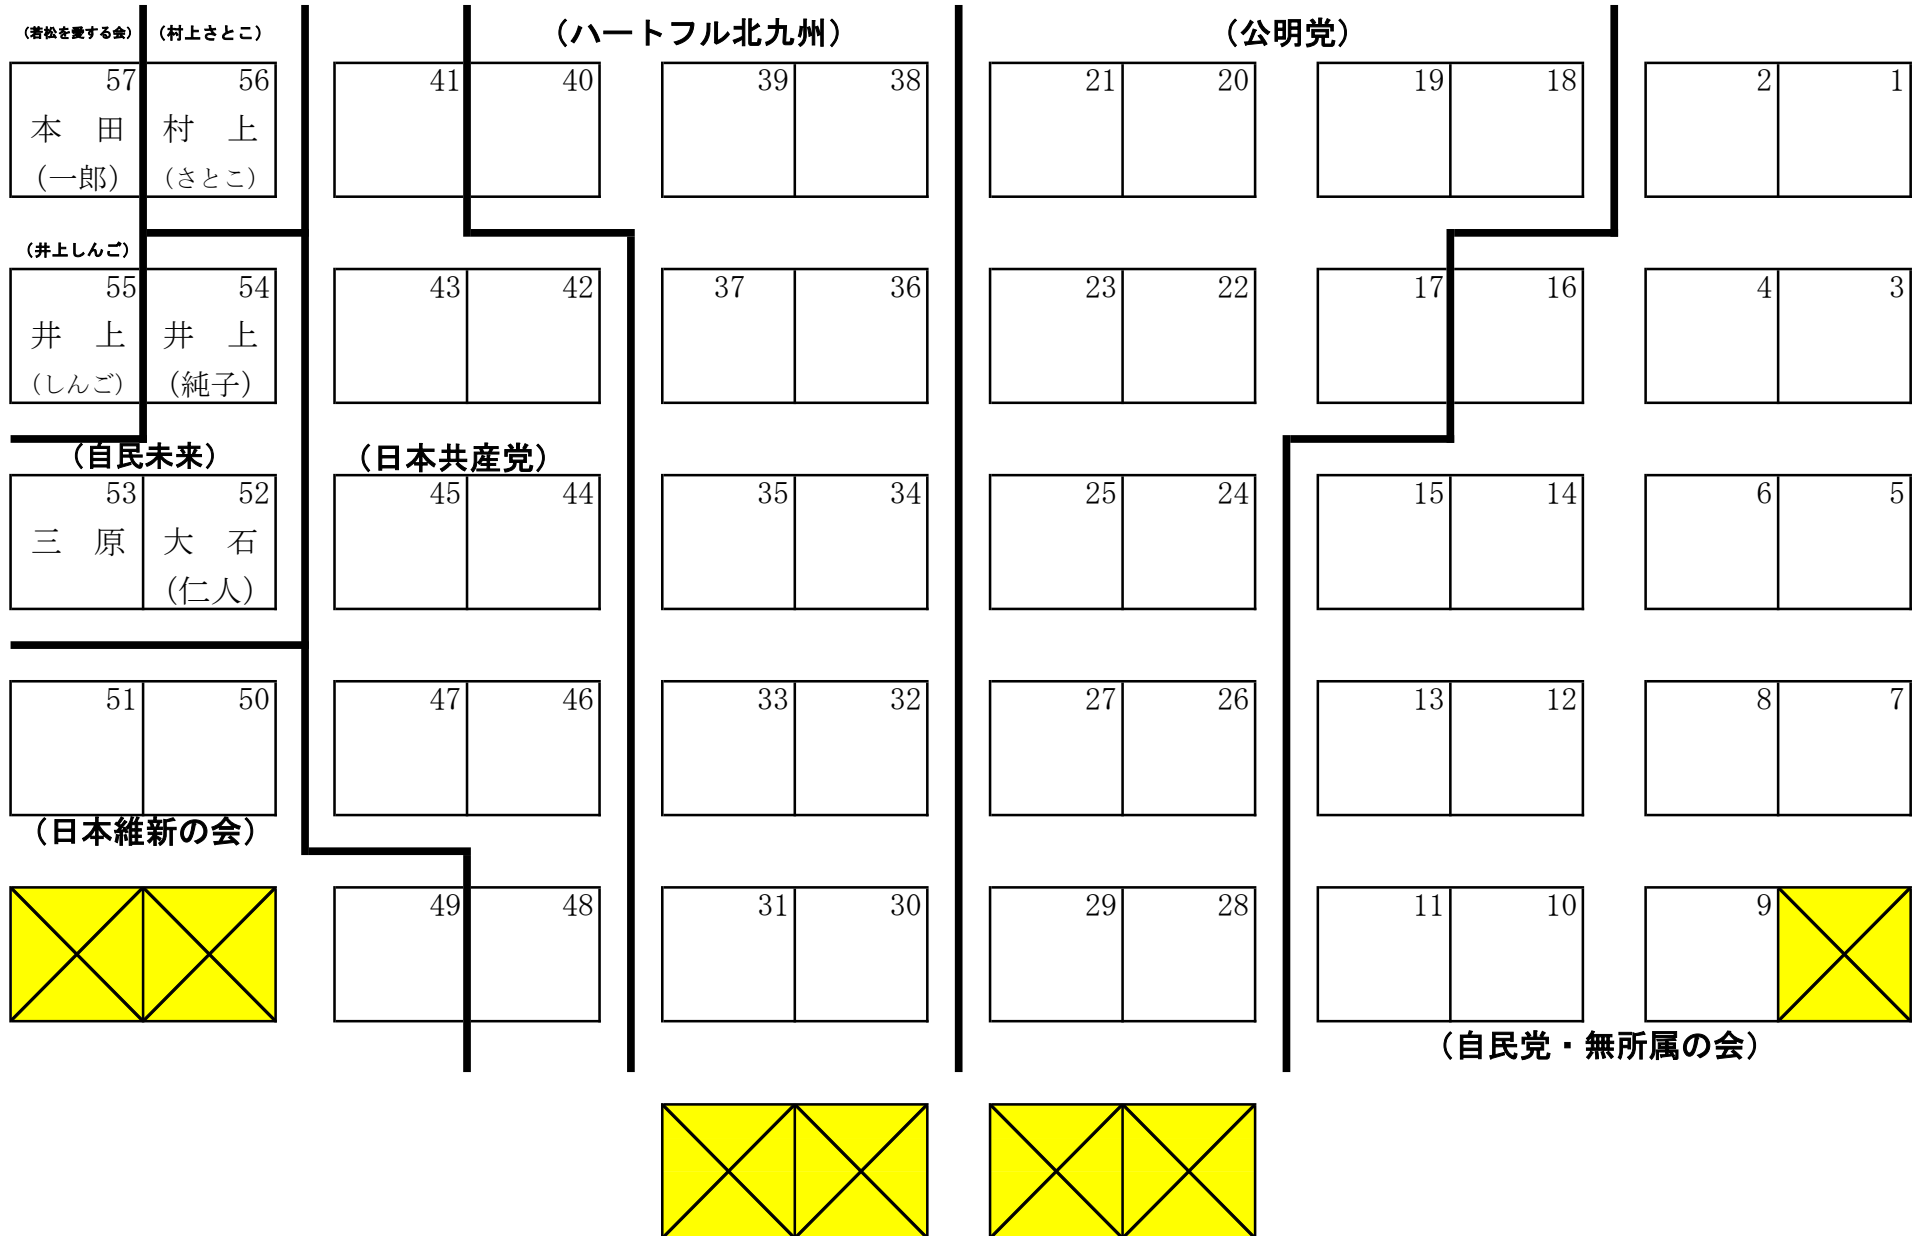 （若松を愛する会） （村上さとこ） （ハートフル北九州） （公明党）
57 56 41 40 39 38 21 20 19 18 2 1
本　田 村　上
（一郎） （さとこ）
（井上しんご）
55 54 43 42 37 36 23 22 17 16 4 3
井　上 井　上
（しんご） （純子）
（自民未来） （日本共産党）
53 52 45 44 35 34 25 24 15 14 6 5
三　原 大　石
（仁人）
51 50 47 46 33 32 27 26 13 12 8 7
（日本維新の会）
49 48 31 30 29 28 11 10 9
（自民党・無所属の会）